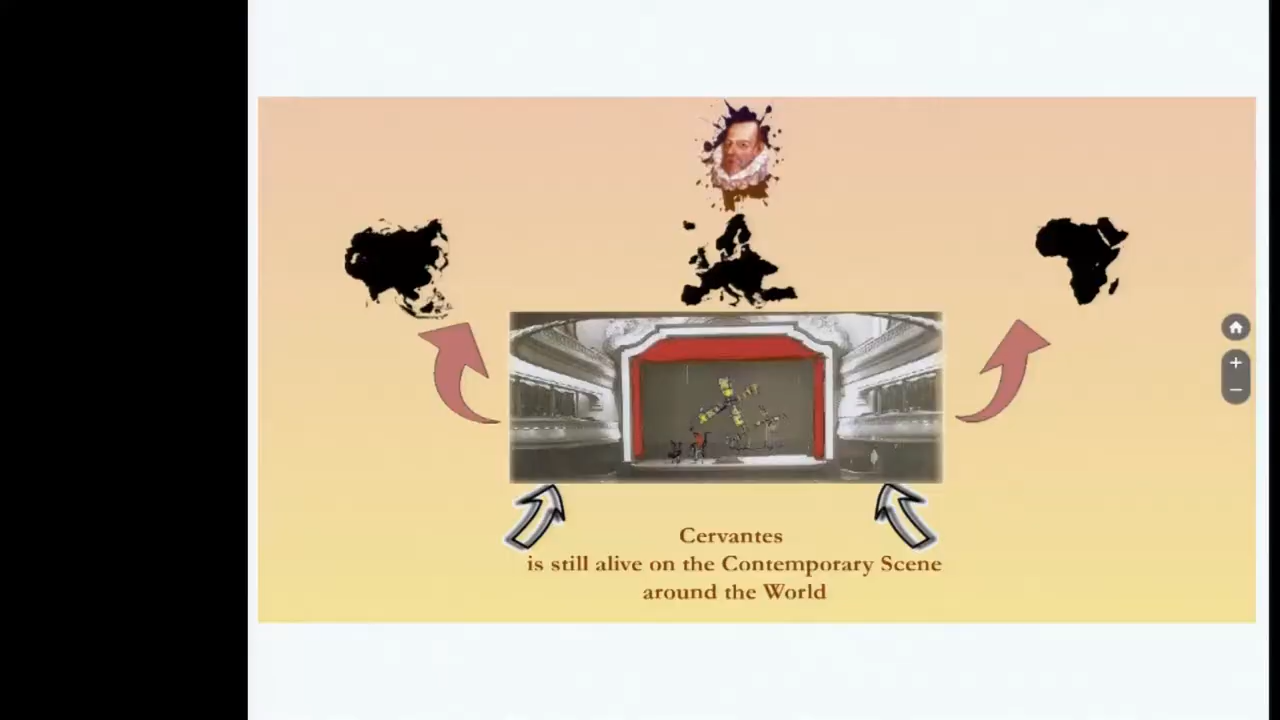 Cervantes
is still alive on the Contemporary Scene
around the World